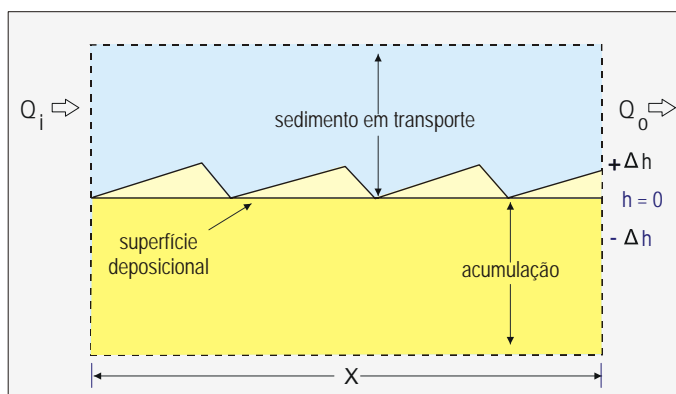 Qi
sedimento em transporte
Qo
+ Δh
h = 0
- Δh
superfície
deposicional
acumulação
X